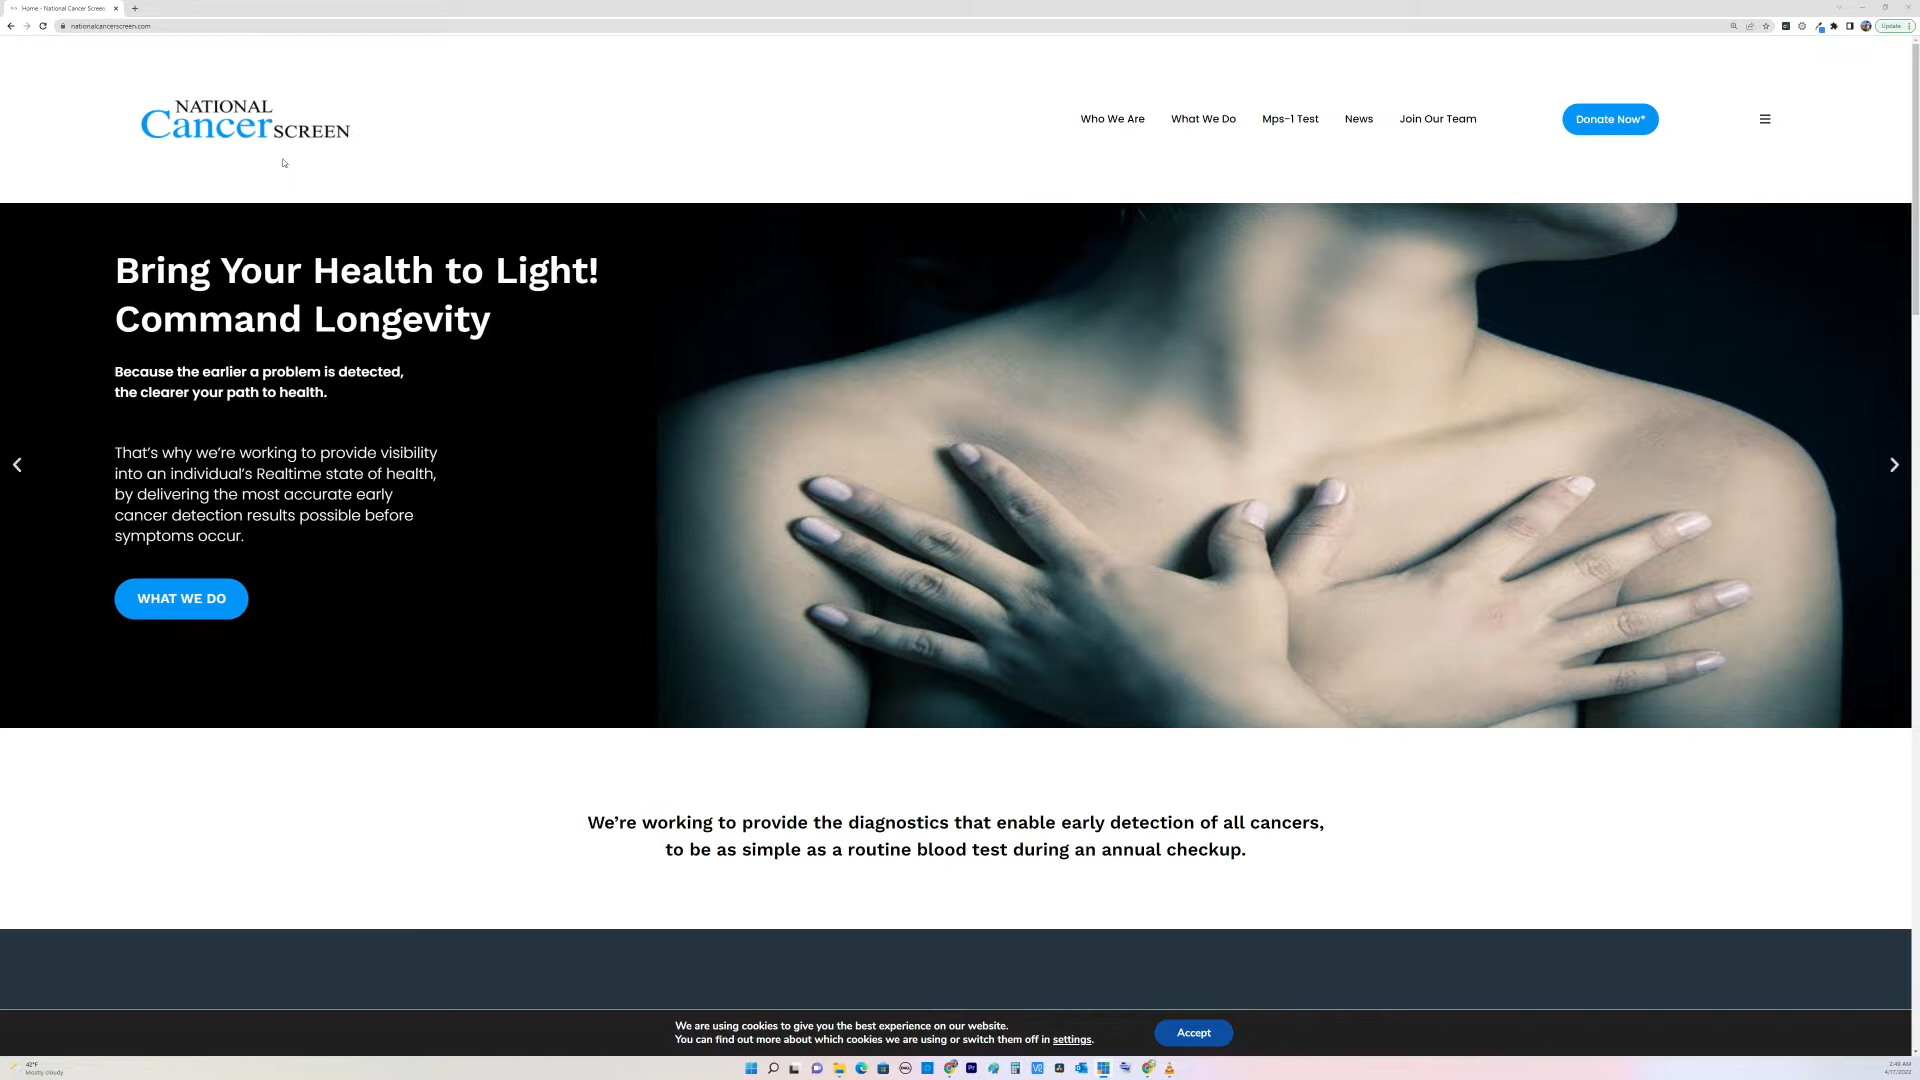 Home - National Cancer Screen
nationalcancerscreen.com
Update
NATIONAL
Cancer SCREEN
Who We Are
What We Do
Mps-1 Test
News
Join Our Team
Donate Now*
Bring Your Health to Light!
Command Longevity
Because the earlier a problem is detected,
the clearer your path to health.
That's why we're working to provide visibility
into an individual's Realtime state of health,
by delivering the most accurate early
cancer detection results possible before
symptoms occur.
WHAT WE DO
We're working to provide the diagnostics that enable early detection of all cancers,
to be as simple as a routine blood test during an annual checkup.
We are using cookies to give you the best experience on our website.
You can find out more about which cookies we are using or switch them off in settings.
Accept
42°F
Mostly cloudy
2:49 AM
4/17/2022